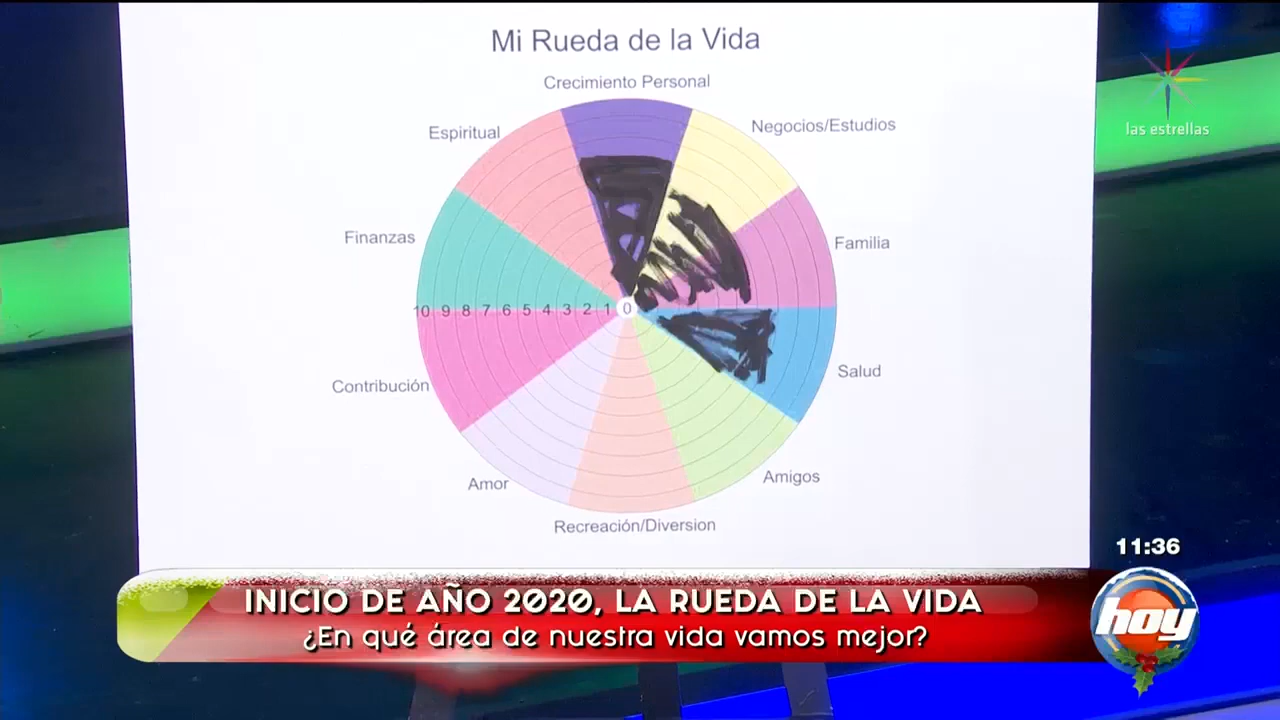 Mi Rueda de la Vida
Crecimiento Personal
Espiritual
Negocios/Estudios
las estrellas
Finanzas
Familia
10 9 8 7 6 5 4 3 2 1 0
Contribución
Salud
Amor
Amigos
Recreación/Diversion
11:36
INICIO DE AÑO 2020, LA RUEDA DE LA VIDA
¿En qué área de nuestra vida vamos mejor?
hoy